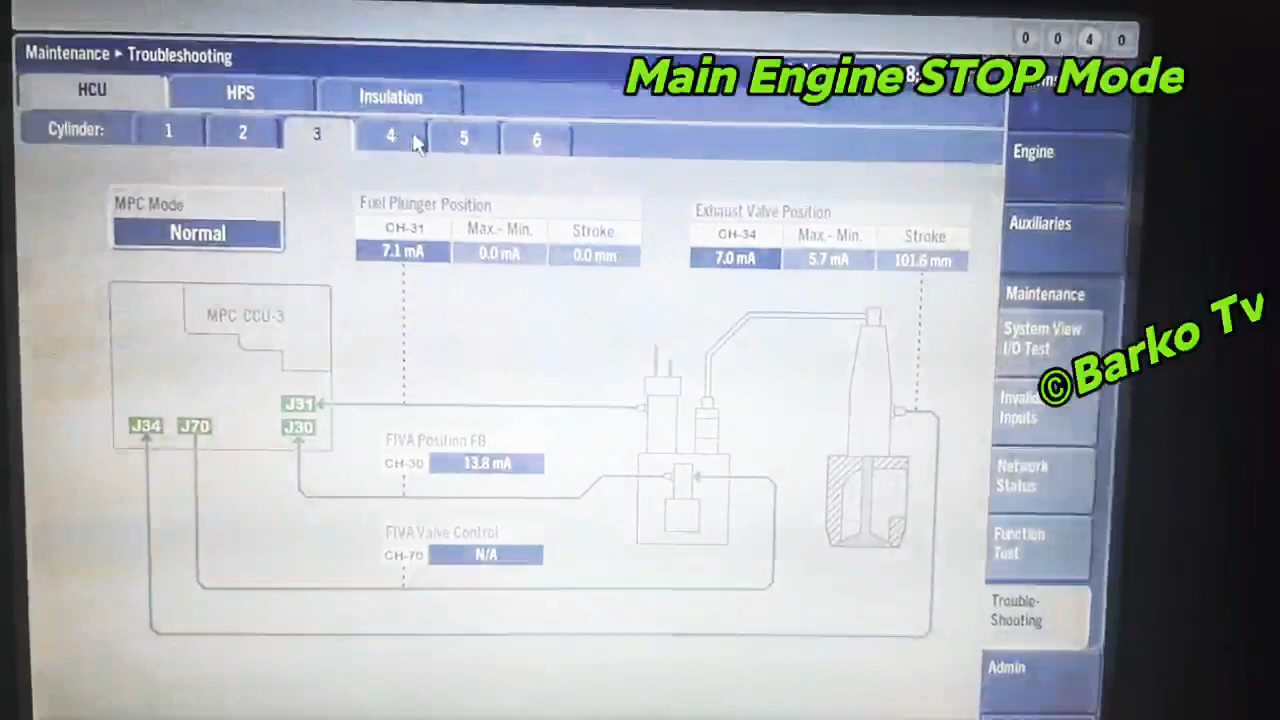 0 0 4 0
Maintenance ▸ Troubleshooting
Main Engine STOP Mode
HCU HPS Insulation
Cylinder: 1 2 3 4 5 6
Engine
Auxiliaries
Maintenance
System View
I/O Test
Inputs
Network
Status
Function
Test
Trouble-
Shooting
Admin
©Barko Tv
MPC Mode
Normal
Fuel Plunger Position
CH-31 Max.- Min. Stroke
7.1 mA 0.0 mA 0.0 mm
Exhaust Valve Position
CH-34 Max.- Min. Stroke
7.0 mA 5.7 mA 101.6 mm
MPC CCU-3
J31
J34 J70 J30
FIVA Position FB
CH-30 13.8 mA
FIVA Valve Control
CH-70 N/A